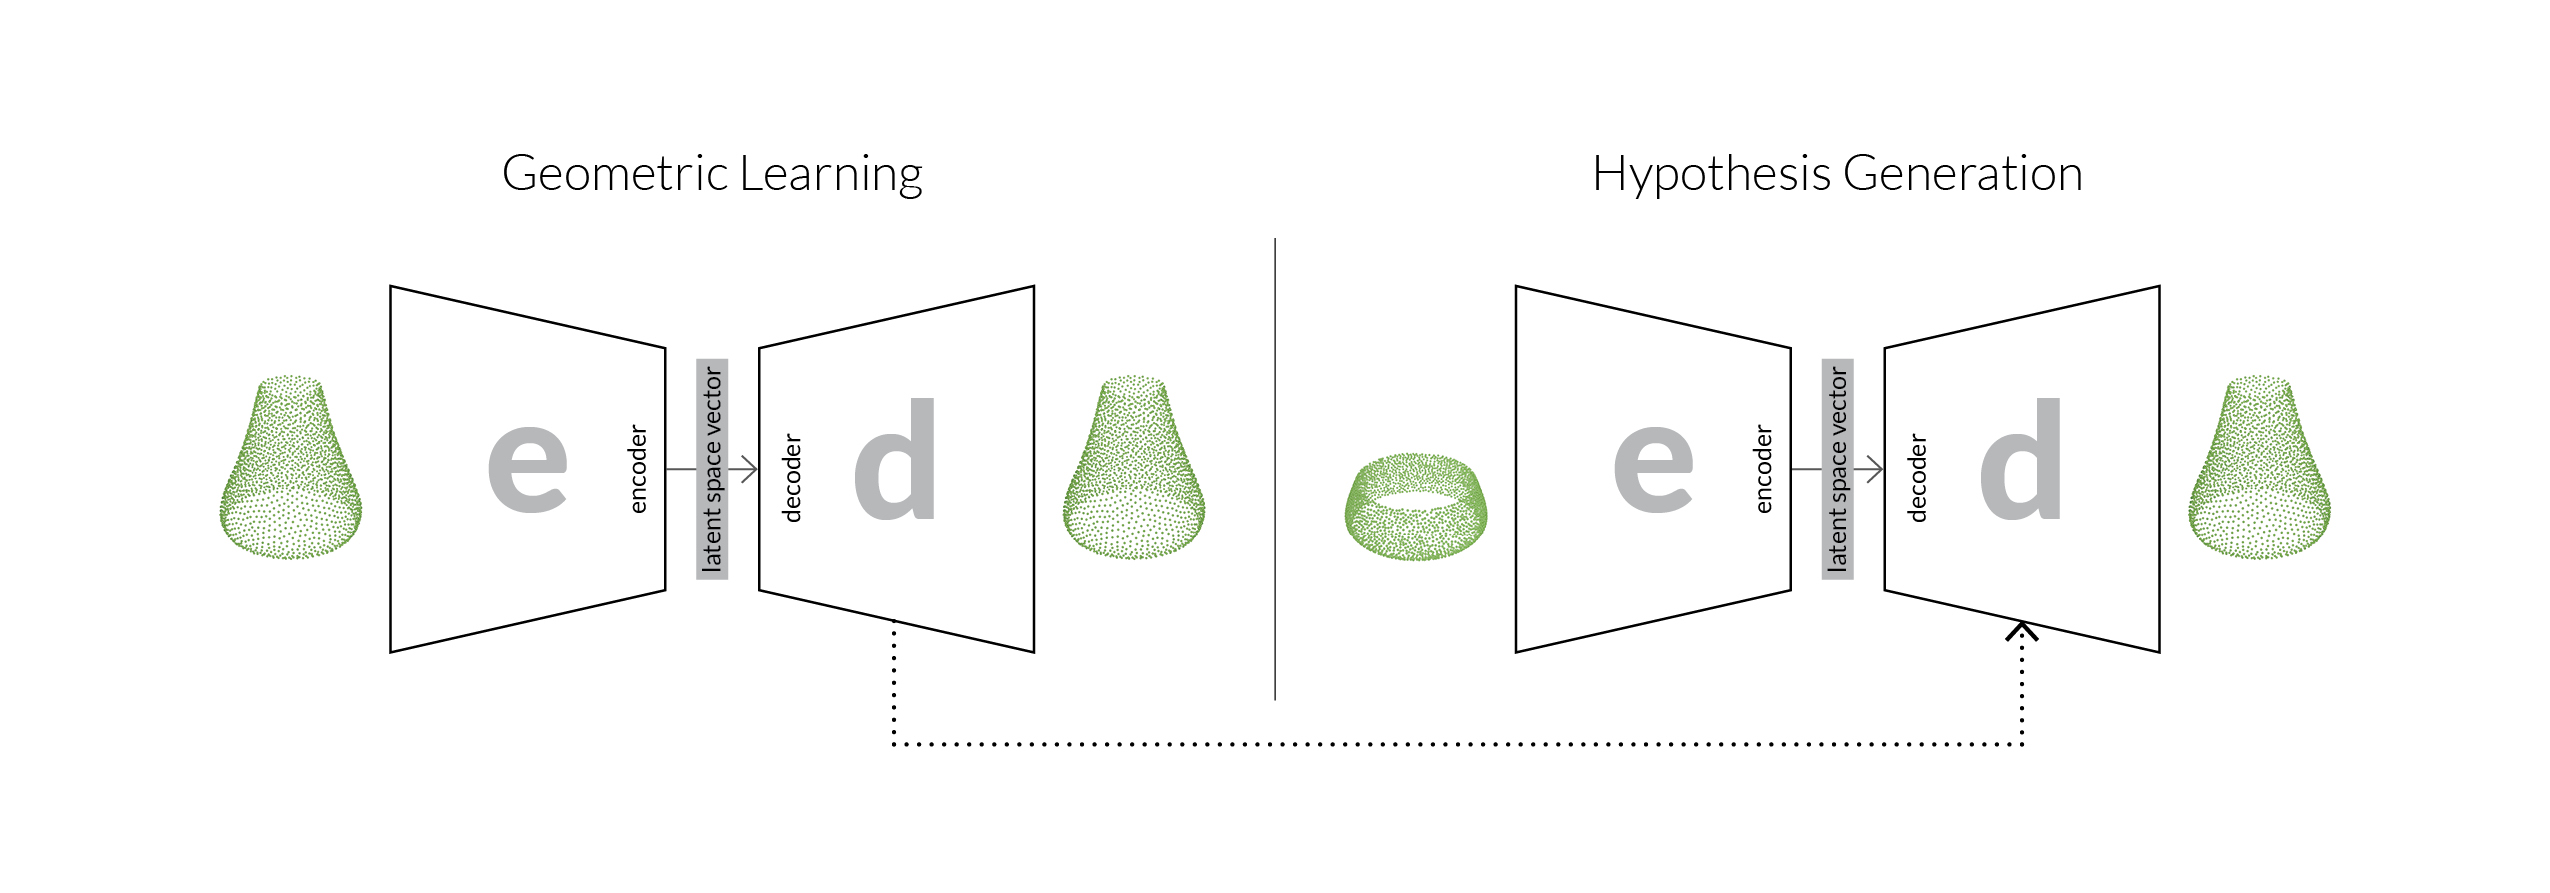 Geometric Learning
e
encoder
latent space vector
decoder
d
Hypothesis Generation
e
encoder
latent space vector
decoder
d